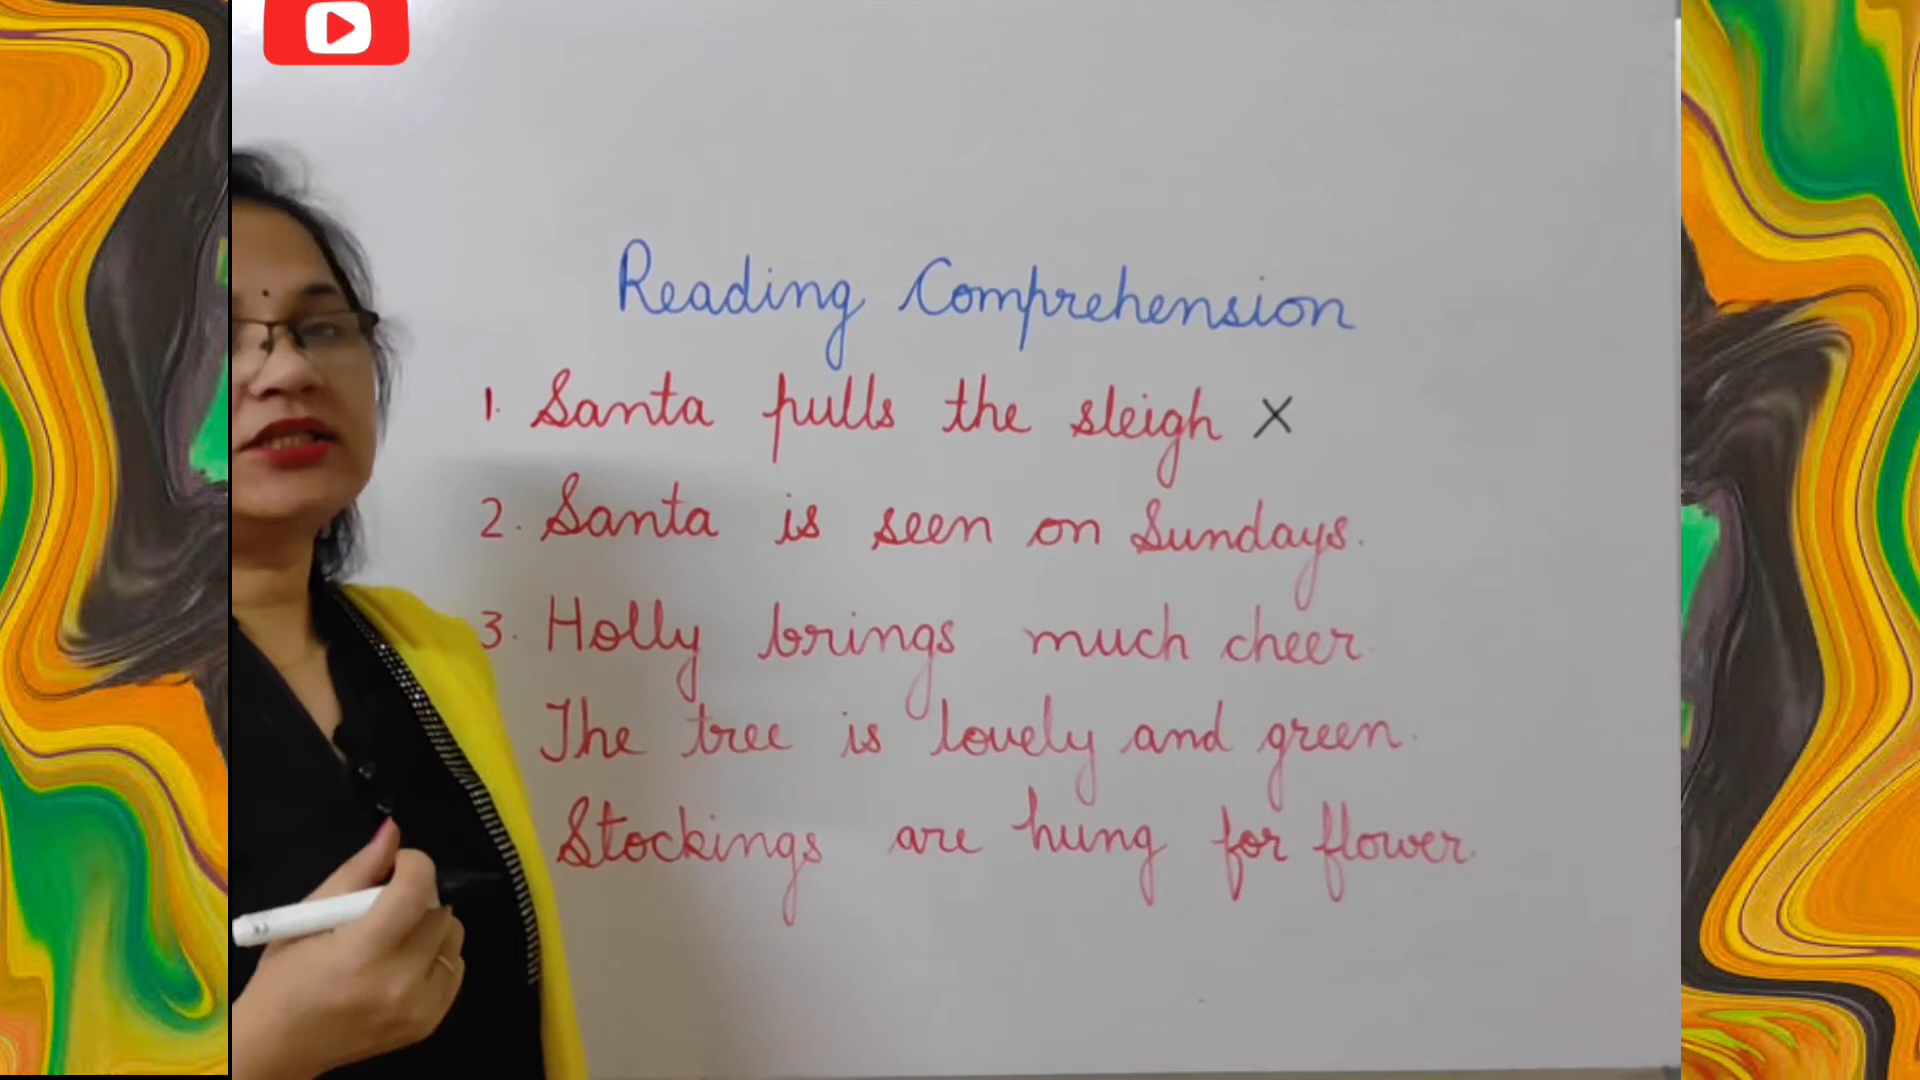 Reading Comprehension
1. Santa pulls the sleigh ×
2. Santa is seen on Sundays.
3. Holly brings much cheer.
The tree is lovely and green.
Stockings are hung for flower.